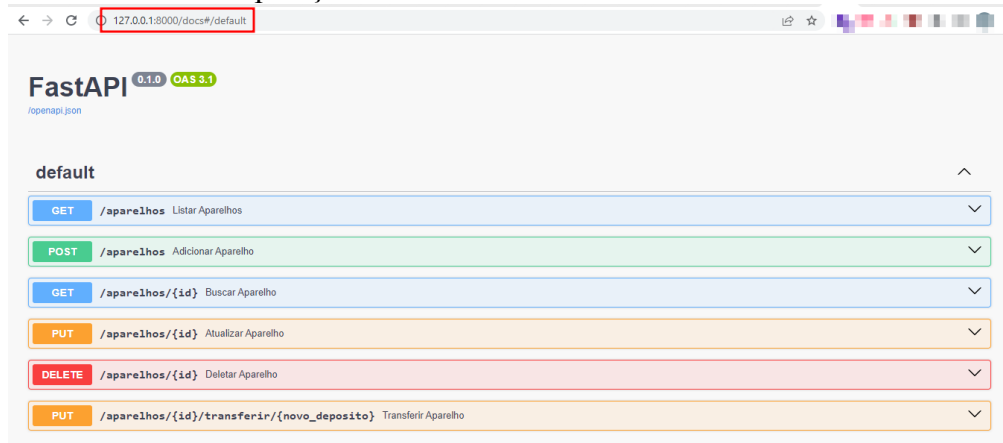 127.0.0.1:8000/docs#/default
FastAPI 0.1.0 OAS 3.1
/openapi.json
default
GET /aparelhos Listar Aparelhos
POST /aparelhos Adicionar Aparelho
GET /aparelhos/{id} Buscar Aparelho
PUT /aparelhos/{id} Atualizar Aparelho
DELETE /aparelhos/{id} Deletar Aparelho
PUT /aparelhos/{id}/transferir/{novo_deposito} Transferir Aparelho